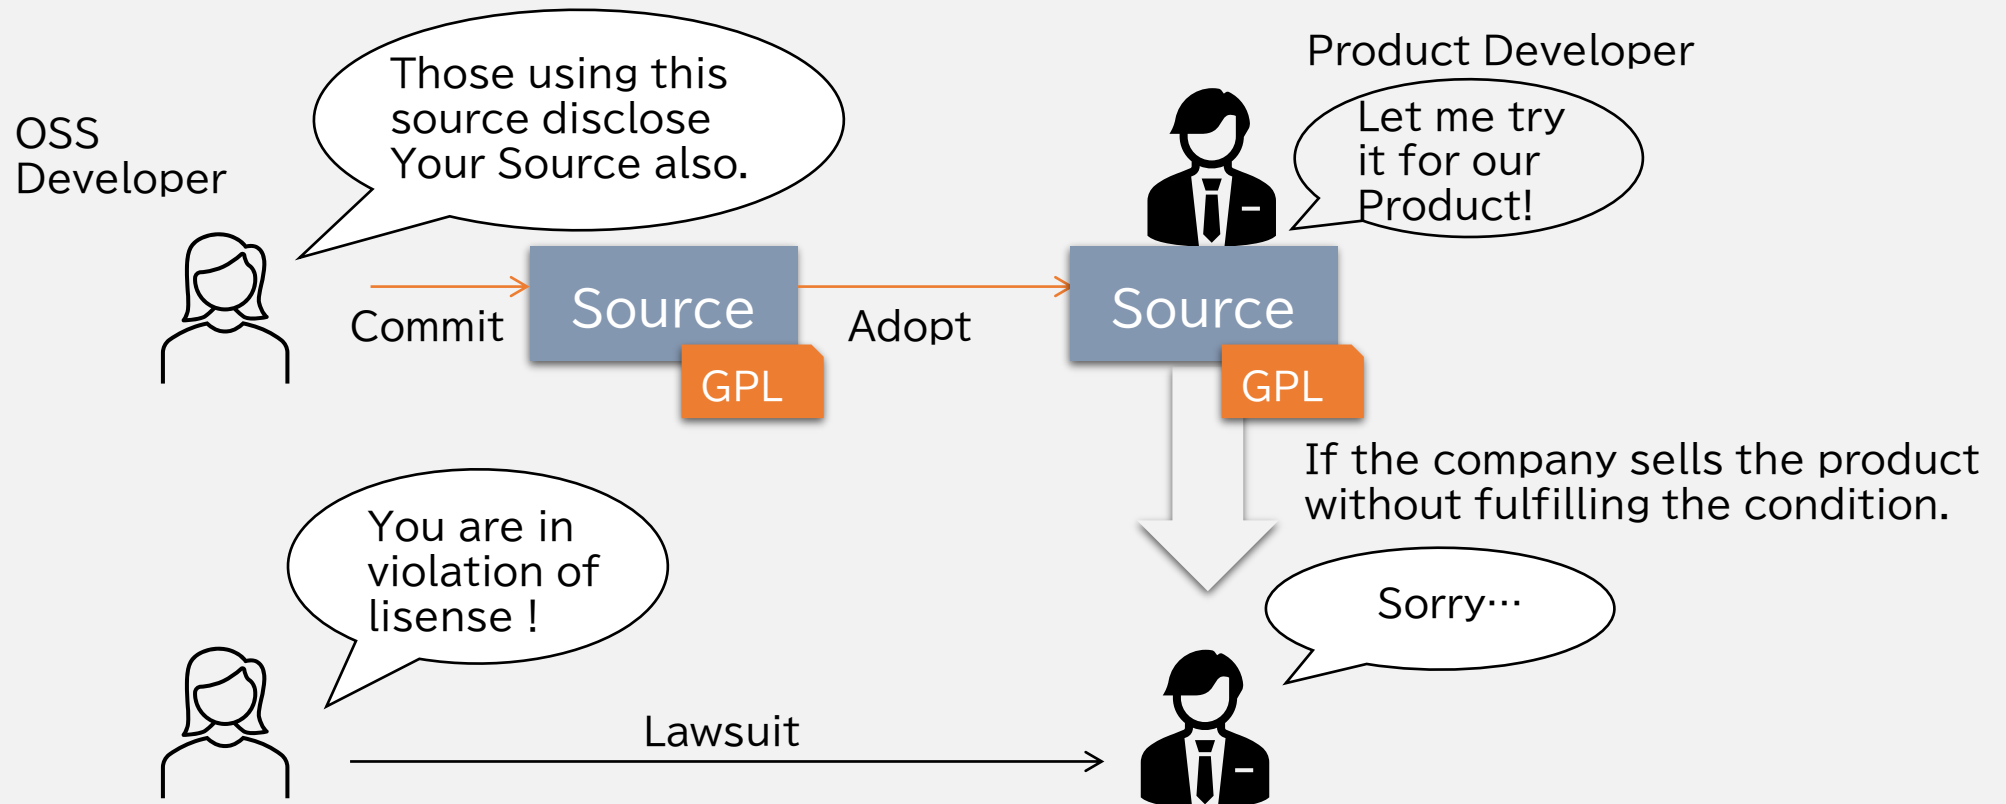 OSS
Developer
Those using this
source disclose
Your Source also.
Product Developer
Let me try
it for our
Product!
Commit
Source
GPL
Adopt
Source
GPL
If the company sells the product
without fulfilling the condition.
You are in
violation of
lisense !
Sorry…
Lawsuit